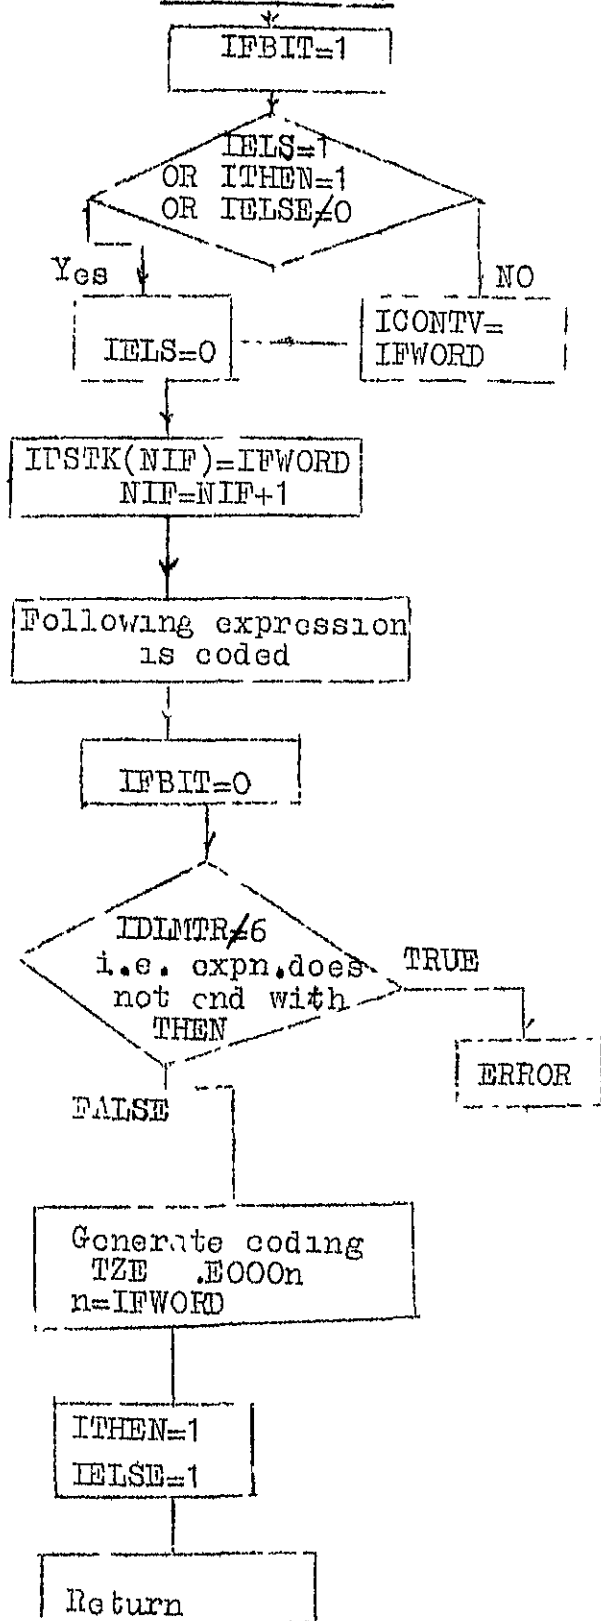 IFBIT=1
IELS=1
OR ITHEN=1
OR IELSE≠0
Yes
NO
IELS=0
ICONTV=
IFWORD
IFSTK(NIF)=IFWORD
NIF=NIF+1
Following expression
is coded
IFBIT=0
IDLMTR≠6
i.e. expn.does
not end with
THEN
TRUE
ERROR
FALSE
Generate coding
TZE .E000n
n=IFWORD
ITHEN=1
IELSE=1
Return